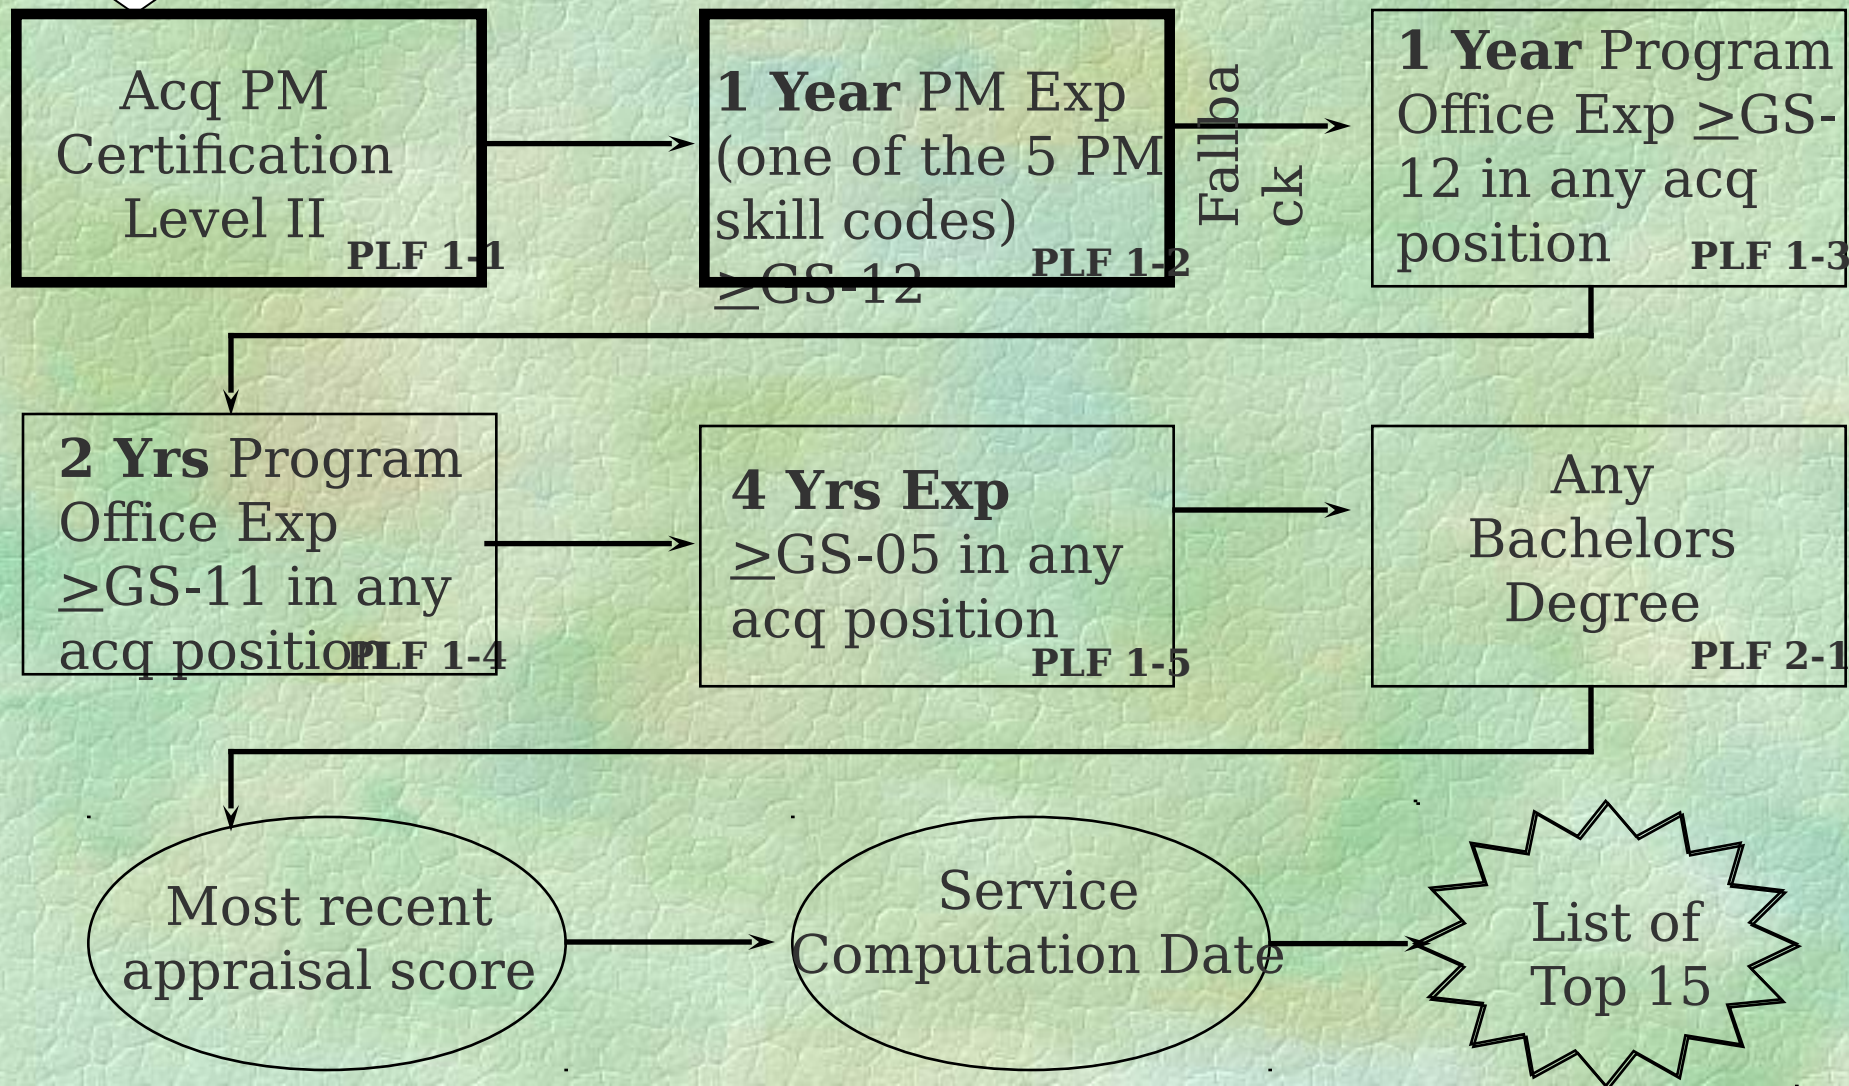 Acq PM
Certification
Level II
PLF 1-1
1 Year PM Exp
(one of the 5 PM
skill codes)
>GS-12
PLF 1-2
Fallba
ck
1 Year Program
Office Exp >GS-
12 in any acq
position
PLF 1-3
2 Yrs Program
Office Exp
>GS-11 in any
acq position
PLF 1-4
4 Yrs Exp
>GS-05 in any
acq position
PLF 1-5
Any
Bachelors
Degree
PLF 2-1
Most recent
appraisal score
Service
Computation Date
List of
Top 15